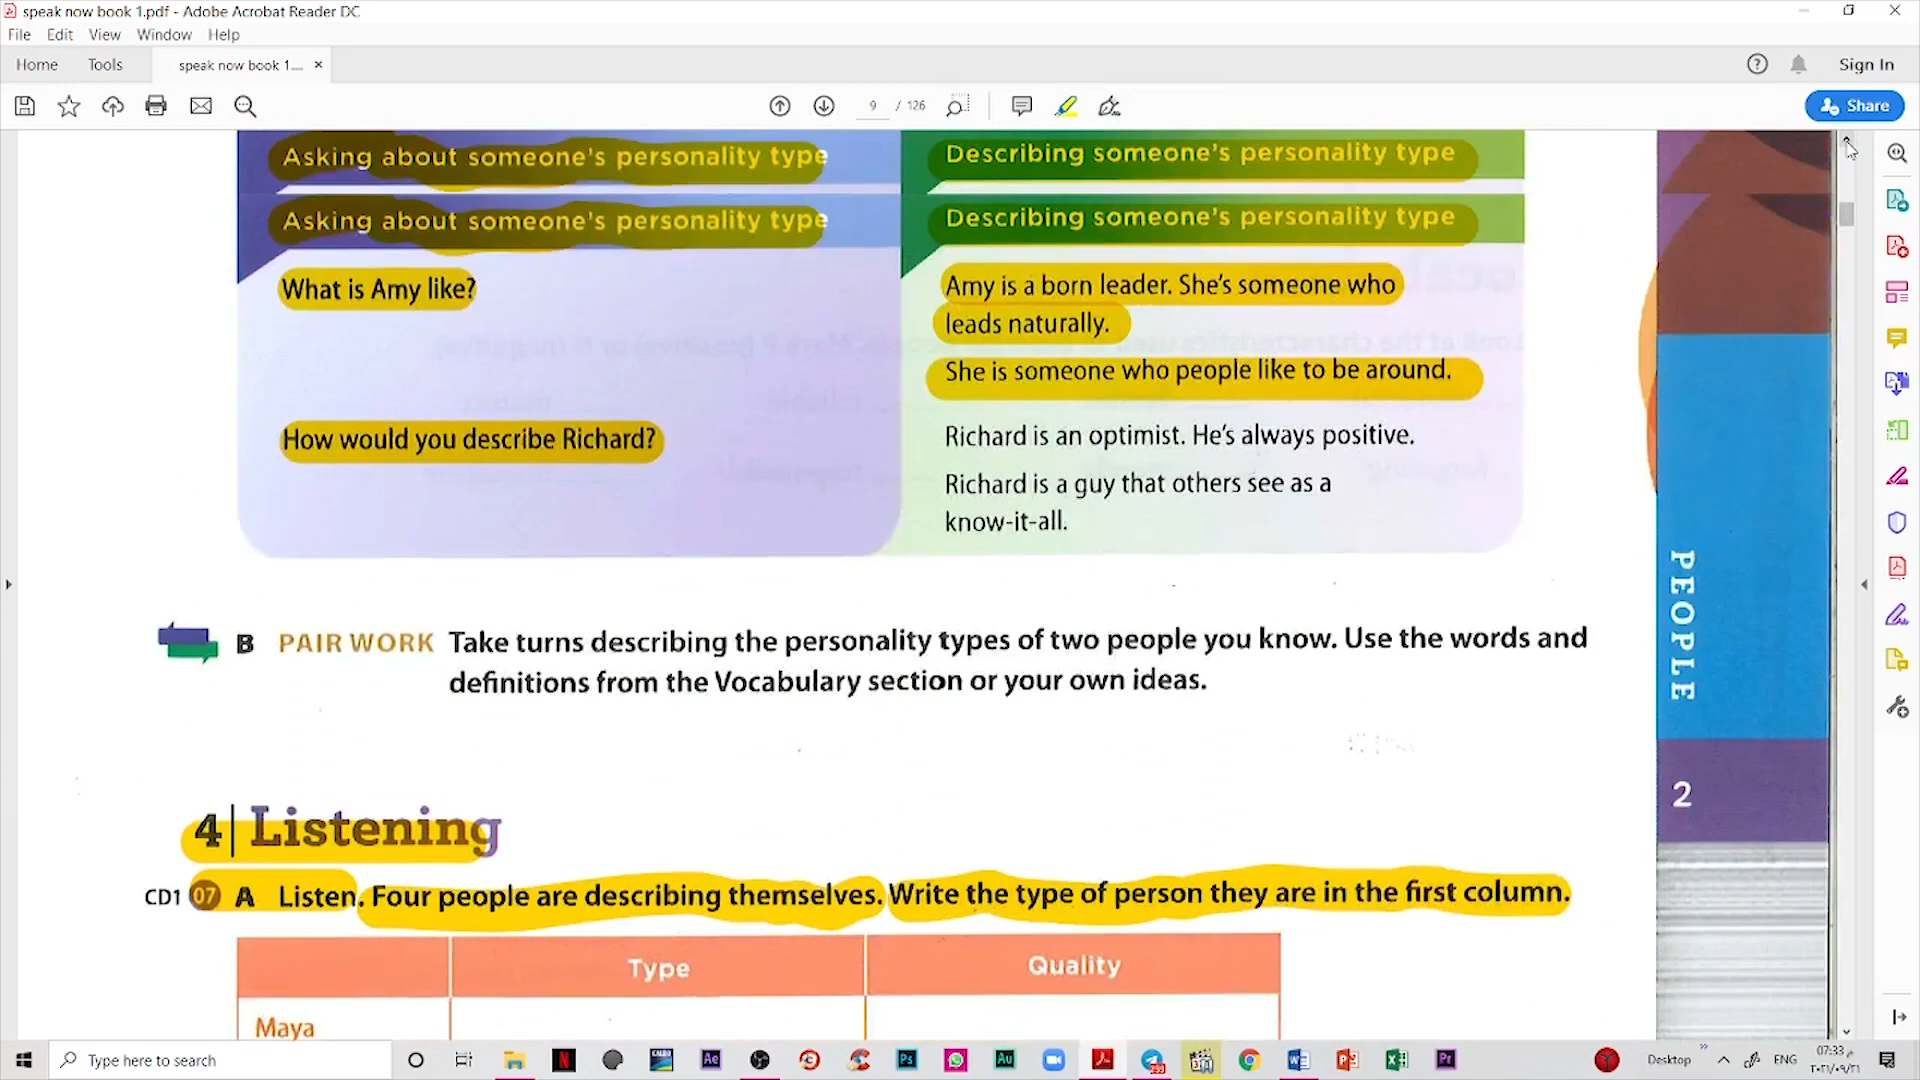 speak now book 1.pdf - Adobe Acrobat Reader DC
File Edit View Window Help
Home Tools speak now book 1.... × Sign In
9 / 126 Share
Asking about someone's personality type
Describing someone's personality type
Asking about someone's personality type
Describing someone's personality type
What is Amy like?
Amy is a born leader. She's someone who
leads naturally.
She is someone who people like to be around.
How would you describe Richard?
Richard is an optimist. He's always positive.
Richard is a guy that others see as a
know-it-all.
B PAIR WORK Take turns describing the personality types of two people you know. Use the words and
definitions from the Vocabulary section or your own ideas.
PEOPLE
2
4 Listening
CD1 07 A Listen. Four people are describing themselves. Write the type of person they are in the first column.
Type Quality
Maya
Type here to search
Desktop ENG 07:33 م